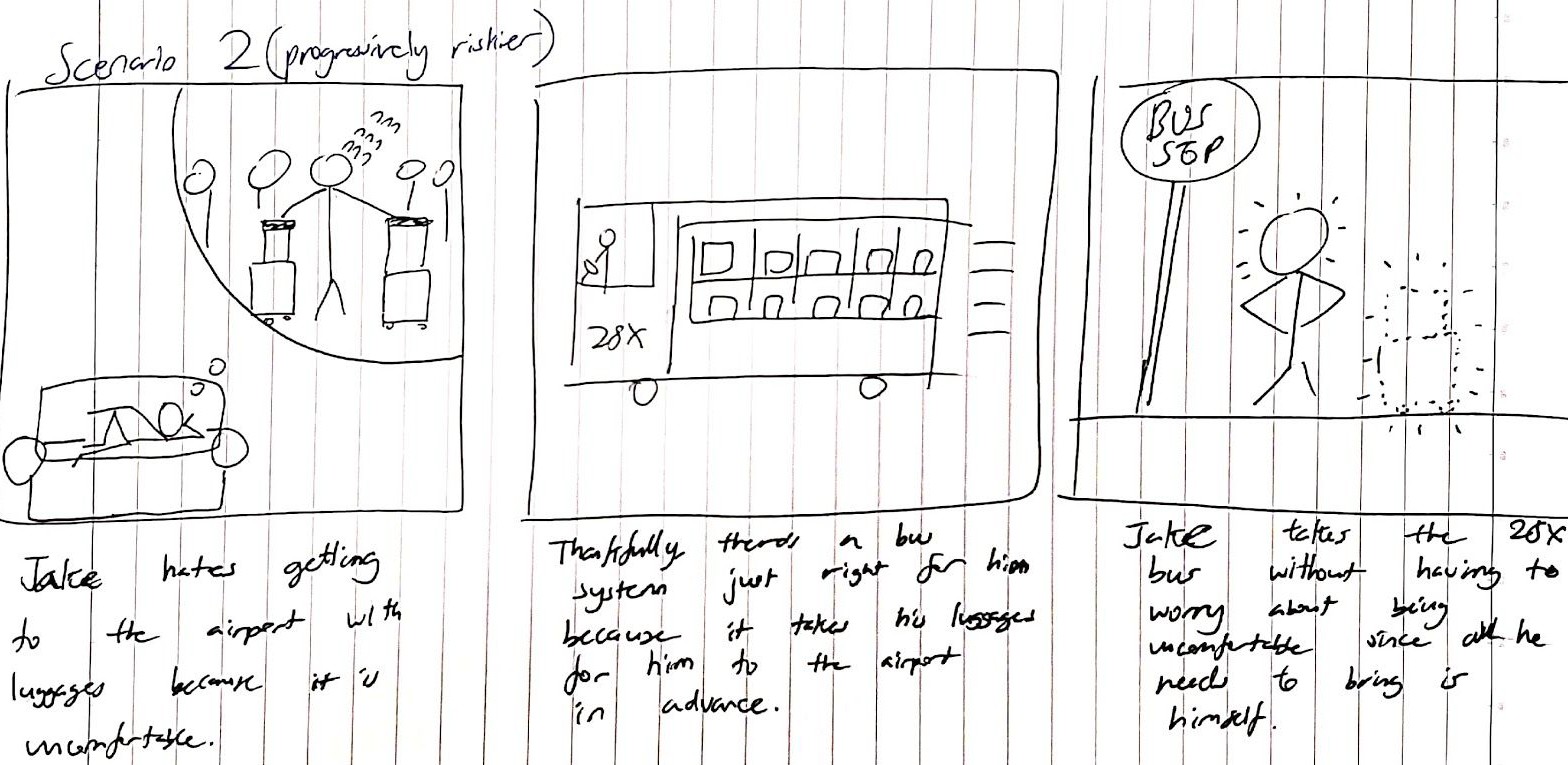 Scenario 2 (progressively riskier)
28X
BUS
STOP
Jake hates getting
to the airport with
luggages because it is
uncomfortable.
Thankfully there's a bus
system just right for him
because it takes his luggages
for him to the airport
in advance.
Jake takes the 28X
bus without having to
worry about being
uncomfortable since all he
needs to bring is
himself.